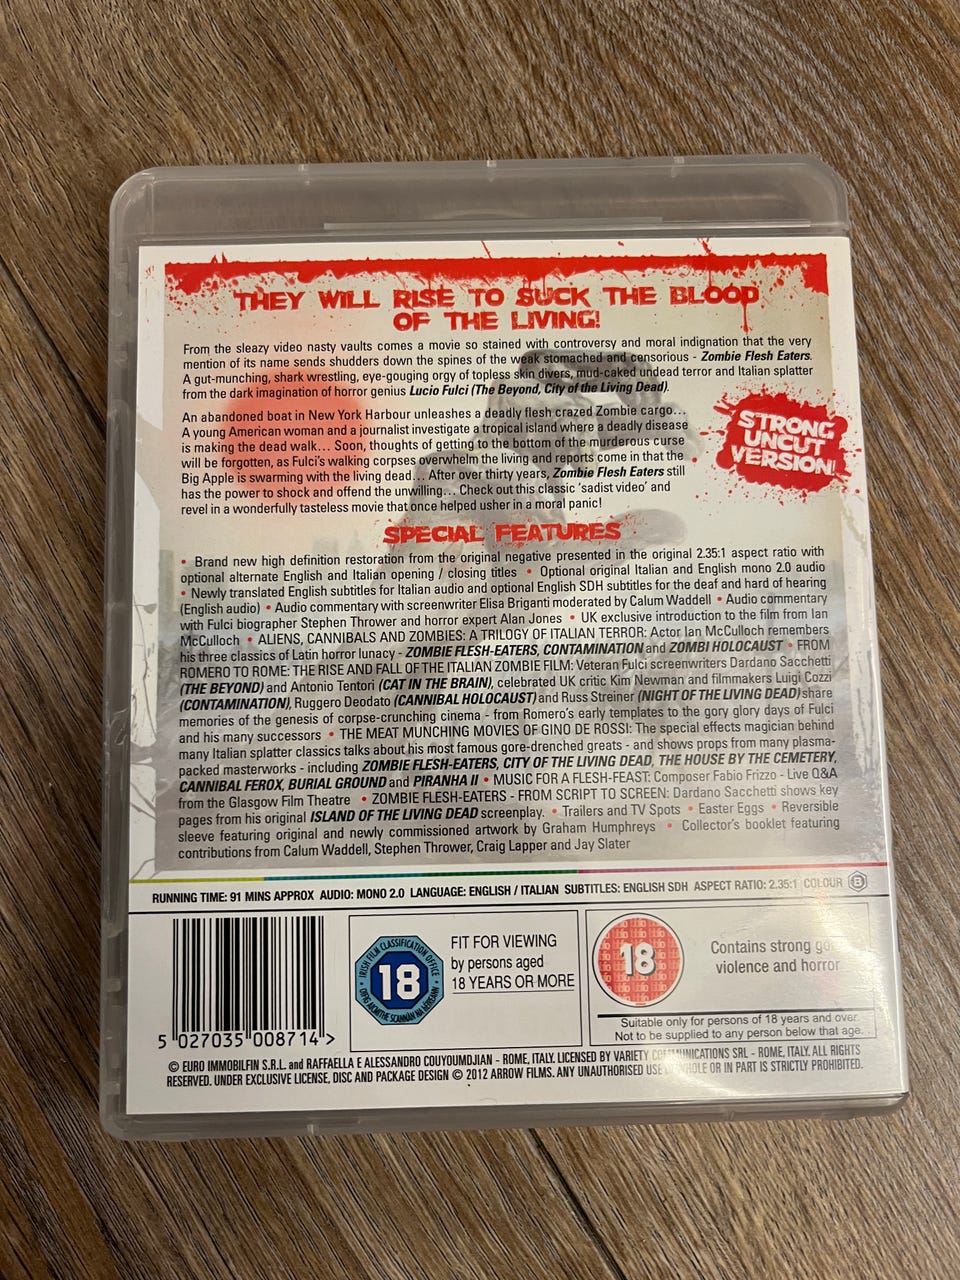 THEY WILL RISE TO SUCK THE BLOOD
OF THE LIVING!
From the sleazy video nasty vaults comes a movie so stained with controversy and moral indignation that the very
mention of its name sends shudders down the spines of the weak stomached and censorious - Zombie Flesh Eaters.
A gut-munching, shark wrestling, eye-gouging orgy of topless skin divers, mud-caked undead terror and Italian splatter
from the dark imagination of horror genius Lucio Fulci (The Beyond, City of the Living Dead).
An abandoned boat in New York Harbour unleashes a deadly flesh crazed Zombie cargo...
A young American woman and a journalist investigate a tropical island where a deadly disease
is making the dead walk... Soon, thoughts of getting to the bottom of the murderous curse
will be forgotten, as Fulci's walking corpses overwhelm the living and reports come in that the
Big Apple is swarming with the living dead... After over thirty years, Zombie Flesh Eaters still
has the power to shock and offend the unwilling... Check out this classic 'sadist video' and
revel in a wonderfully tasteless movie that once helped usher in a moral panic!
STRONG
UNCUT
VERSION!
SPECIAL FEATURES
• Brand new high definition restoration from the original negative presented in the original 2.35:1 aspect ratio with
optional alternate English and Italian opening / closing titles • Optional original Italian and English mono 2.0 audio
• Newly translated English subtitles for Italian audio and optional English SDH subtitles for the deaf and hard of hearing
(English audio) • Audio commentary with screenwriter Elisa Briganti moderated by Calum Waddell • Audio commentary
with Fulci biographer Stephen Thrower and horror expert Alan Jones • UK exclusive introduction to the film from Ian
McCulloch • ALIENS, CANNIBALS AND ZOMBIES: A TRILOGY OF ITALIAN TERROR: Actor Ian McCulloch remembers
his three classics of Latin horror lunacy - ZOMBIE FLESH-EATERS, CONTAMINATION and ZOMBI HOLOCAUST • FROM
ROMERO TO ROME: THE RISE AND FALL OF THE ITALIAN ZOMBIE FILM: Veteran Fulci screenwriters Dardano Sacchetti
(THE BEYOND) and Antonio Tentori (CAT IN THE BRAIN), celebrated UK critic Kim Newman and filmmakers Luigi Cozzi
(CONTAMINATION), Ruggero Deodato (CANNIBAL HOLOCAUST) and Russ Streiner (NIGHT OF THE LIVING DEAD) share
memories of the genesis of corpse-crunching cinema - from Romero's early templates to the gory glory days of Fulci
and his many successors • THE MEAT MUNCHING MOVIES OF GINO DE ROSSI: The special effects magician behind
many Italian splatter classics talks about his most famous gore-drenched greats - and shows props from many plasma-
packed masterworks - including ZOMBIE FLESH-EATERS, CITY OF THE LIVING DEAD, THE HOUSE BY THE CEMETERY,
CANNIBAL FEROX, BURIAL GROUND and PIRANHA II • MUSIC FOR A FLESH-FEAST: Composer Fabio Frizzo - Live Q&A
from the Glasgow Film Theatre • ZOMBIE FLESH-EATERS - FROM SCRIPT TO SCREEN: Dardano Sacchetti shows key
pages from his original ISLAND OF THE LIVING DEAD screenplay. • Trailers and TV Spots • Easter Eggs • Reversible
sleeve featuring original and newly commissioned artwork by Graham Humphreys • Collector's booklet featuring
contributions from Calum Waddell, Stephen Thrower, Craig Lapper and Jay Slater
RUNNING TIME: 91 MINS APPROX AUDIO: MONO 2.0 LANGUAGE: ENGLISH / ITALIAN SUBTITLES: ENGLISH SDH ASPECT RATIO: 2.35:1 COLOUR B
5 027035 008714 >
IRISH FILM CLASSIFICATION OFFICE
18
OIFIG AICMITHE SCANNÁN NA HÉIREANN
FIT FOR VIEWING
by persons aged
18 YEARS OR MORE
18
Contains strong
violence and horror
Suitable only for persons of 18 years and over.
Not to be supplied to any person below that age.
© EURO IMMOBILFIN S.R.L. and RAFFAELLA E ALESSANDRO COUYOUMDJIAN - ROME, ITALY. LICENSED BY VARIETY COMMUNICATIONS SRL - ROME, ITALY. ALL RIGHTS
RESERVED. UNDER EXCLUSIVE LICENSE, DISC AND PACKAGE DESIGN © 2012 ARROW FILMS. ANY UNAUTHORISED USE WHOLE OR IN PART IS STRICTLY PROHIBITED.